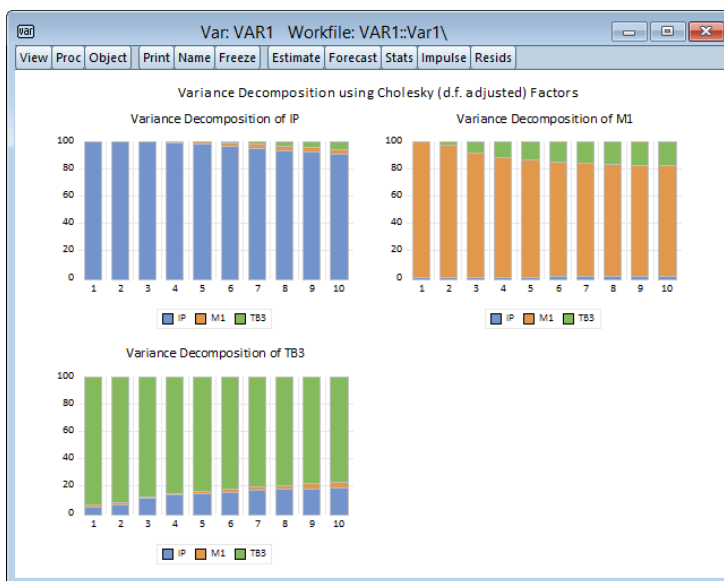 var
Var: VAR1 Workfile: VAR1::Var1\
View Proc Object Print Name Freeze Estimate Forecast Stats Impulse Resids
Variance Decomposition using Cholesky (d.f. adjusted) Factors
Variance Decomposition of IP
100
80
60
40
20
0
1 2 3 4 5 6 7 8 9 10
IP M1 TB3
Variance Decomposition of M1
100
80
60
40
20
0
1 2 3 4 5 6 7 8 9 10
IP M1 TB3
Variance Decomposition of TB3
100
80
60
40
20
0
1 2 3 4 5 6 7 8 9 10
IP M1 TB3